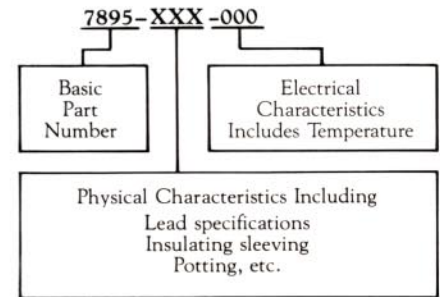 7895-XXX-000
Basic
Part
Number
Electrical
Characteristics
Includes Temperature
Physical Characteristics Including
Lead specifications
Insulating sleeving
Potting, etc.